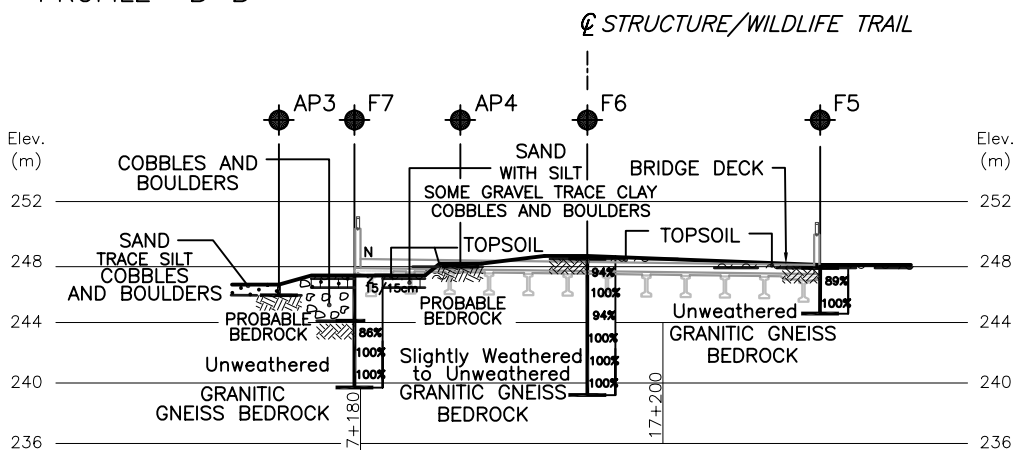 ℄ STRUCTURE/WILDLIFE TRAIL
AP3
F7
AP4
F6
F5
Elev.
(m)
Elev.
(m)
COBBLES AND
BOULDERS
SAND
WITH SILT
SOME GRAVEL TRACE CLAY
COBBLES AND BOULDERS
BRIDGE DECK
252
252
SAND
TRACE SILT
COBBLES
AND BOULDERS
N
TOPSOIL
TOPSOIL
248
248
94%
89%
100%
100%
PROBABLE
BEDROCK
PROBABLE
BEDROCK
94%
Unweathered
GRANITIC GNEISS
BEDROCK
244
244
86%
100%
100%
100%
100%
100%
Unweathered
GRANITIC
GNEISS BEDROCK
Slightly Weathered
to Unweathered
GRANITIC GNEISS
BEDROCK
240
240
7+180
17+200
236
236